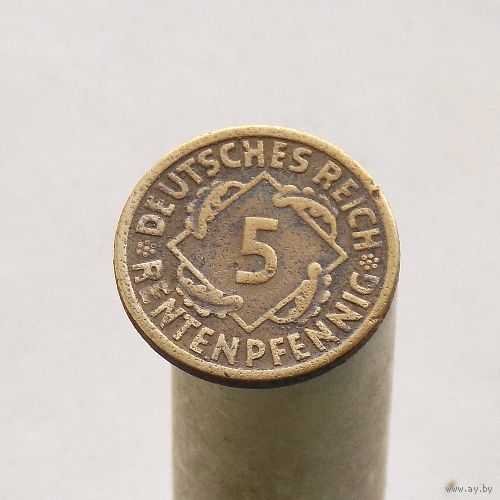 DEUTSCHES REICH
5
RENTENPFENNIG
www.ay.by